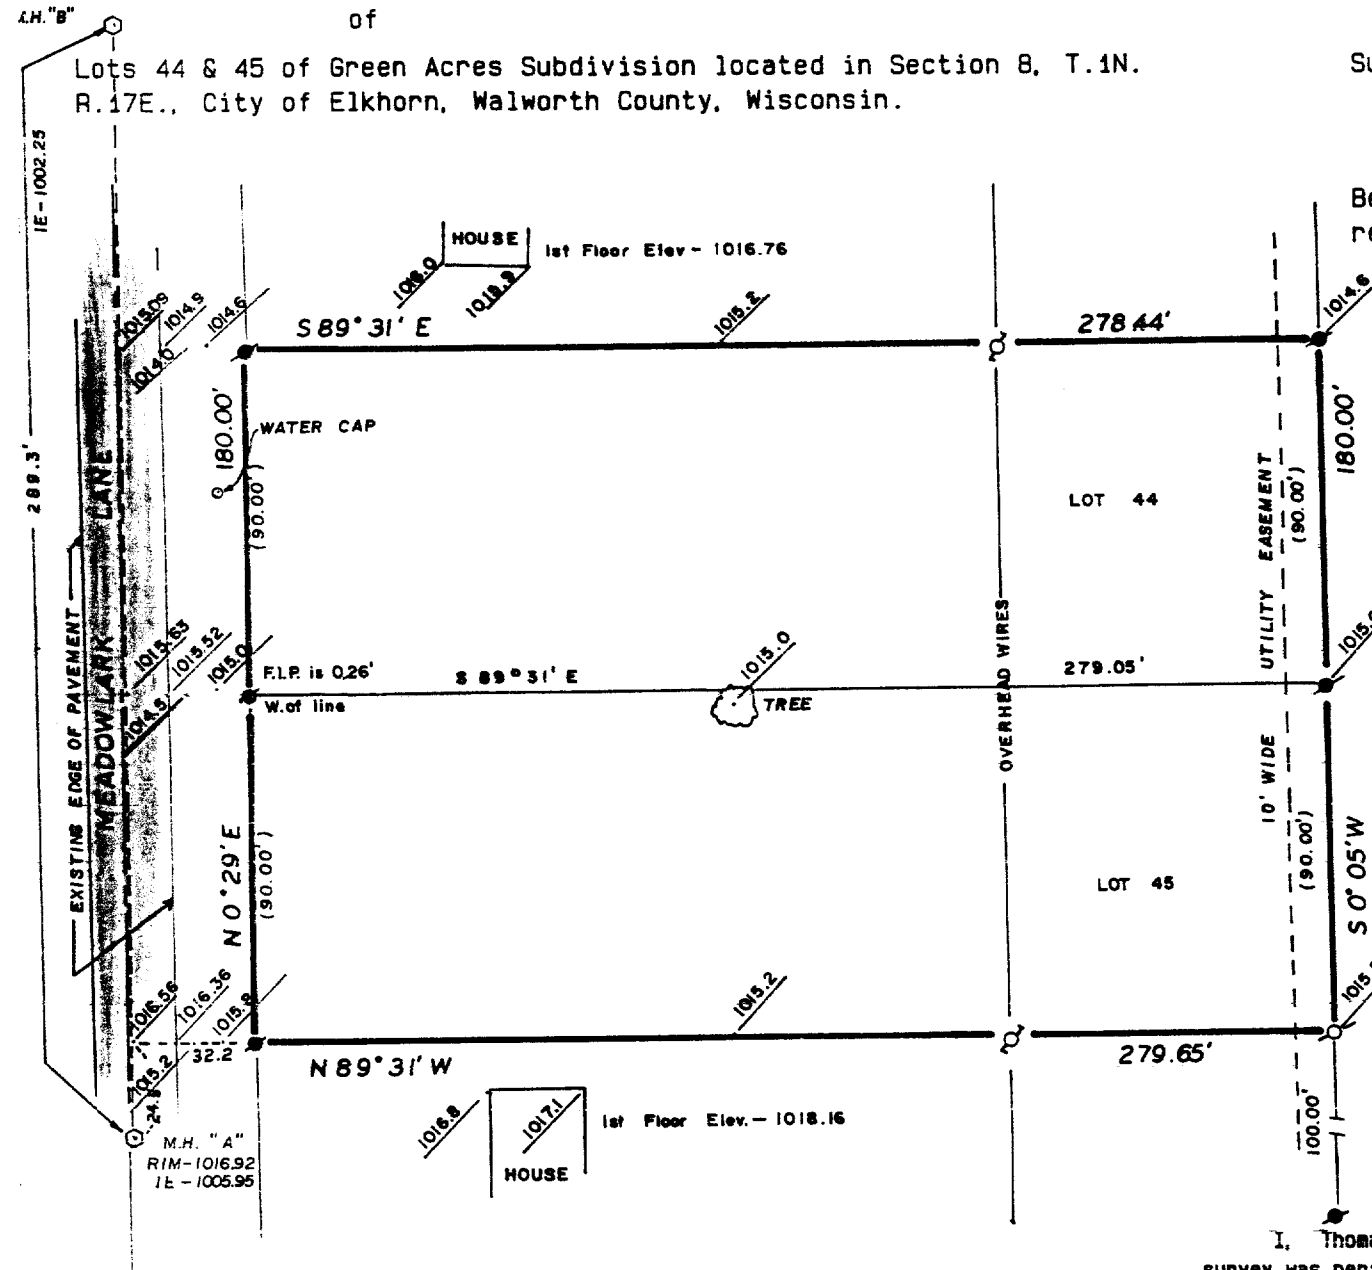 of
Lots 44 & 45 of Green Acres Subdivision located in Section 8, T.1N.
R.17E., City of Elkhorn, Walworth County, Wisconsin.
IE-1002.25
289.3'
HOUSE
1st Floor Elev - 1016.76
1016.0
1015.2
1014.6
1015.09
1014.9
1014.6
1014.0
S 89° 31' E
278.44'
180.00'
WATER CAP
(90.00')
180.00'
LOT 44
(90.00')
UTILITY EASEMENT
MEADOWLARK LANE
EXISTING EDGE OF PAVEMENT
1015.63
1015.52
1015.0
1014.5
F.I.P. is 0.26'
W. of line
S 89° 31' E
1015.0
TREE
OVERHEAD WIRES
279.05'
10' WIDE
N 0° 29' E
(90.00')
LOT 45
(90.00')
S 0° 05' W
1016.56
1016.36
1015.8
1015.2
32.2
N 89° 31' W
1015.2
279.65'
100.00'
M.H. "A"
RIM-1016.92
IE-1005.95
1016.8
1017.1
HOUSE
1st Floor Elev. - 1018.16
I,